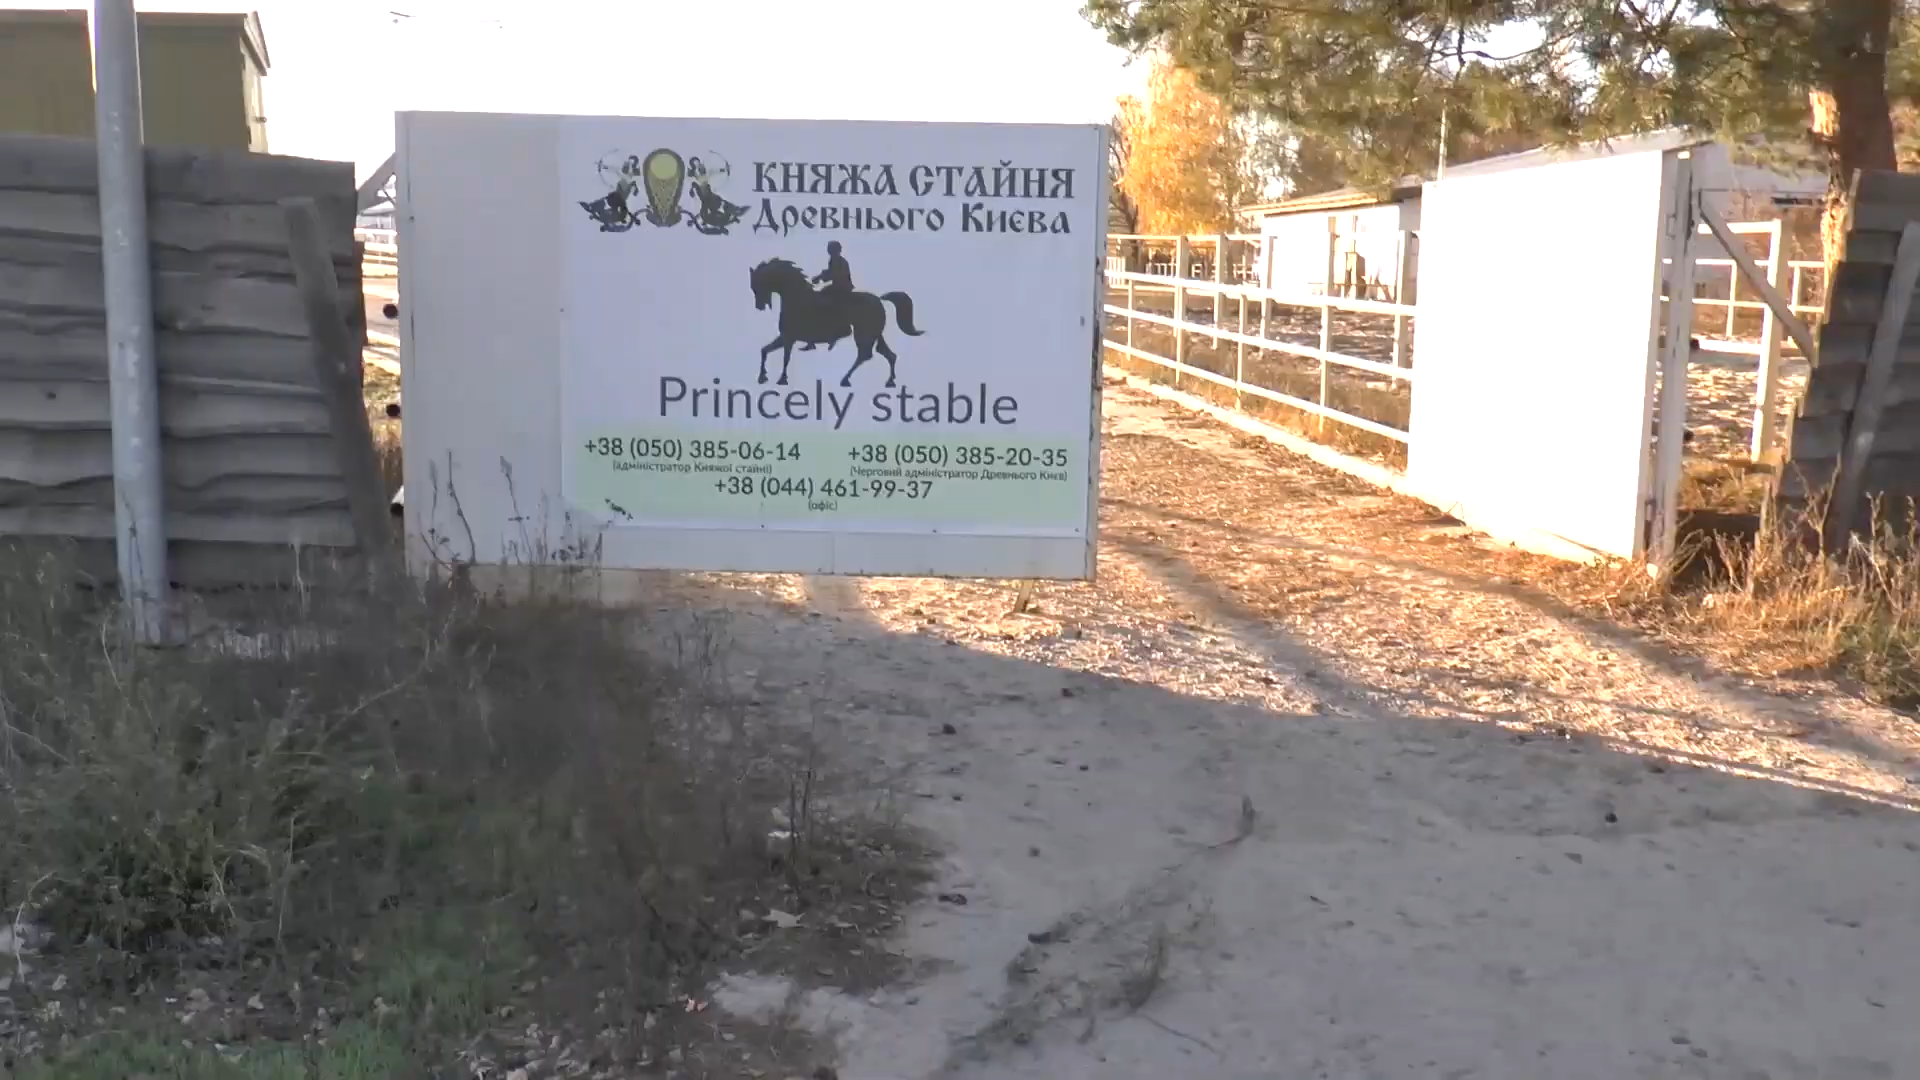 КНЯЖА СТАЙНЯ
Древнього Києва
Princely stable
+38 (050) 385-06-14 +38 (050) 385-20-35
(адміністратор Княжої стайні) (Черговий адміністратор Древнього Києв)
+38 (044) 461-99-37
(офіс)